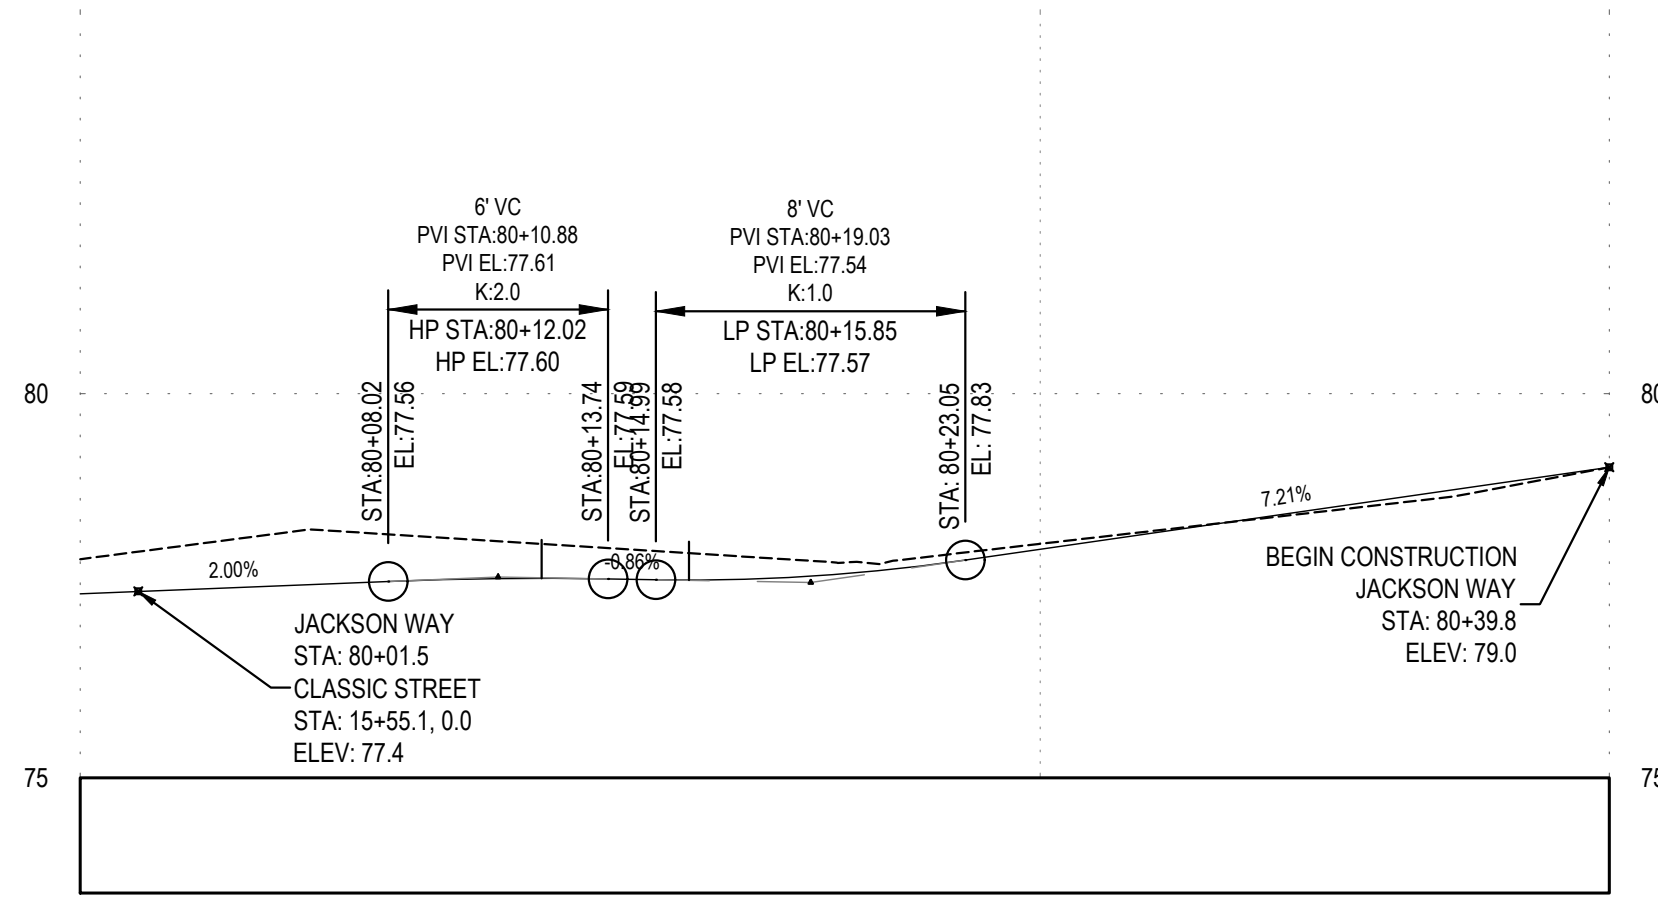 6' VC
PVI STA:80+10.88
PVI EL:77.61
K:2.0
HP STA:80+12.02
HP EL:77.60
8' VC
PVI STA:80+19.03
PVI EL:77.54
K:1.0
LP STA:80+15.85
LP EL:77.57
80
80
STA:80+08.02
EL:77.56
STA:80+13.74
EL:77.59
STA:80+14.99
EL:77.58
STA: 80+23.05
EL: 77.83
2.00%
-0.86%
7.21%
JACKSON WAY
STA: 80+01.5
CLASSIC STREET
STA: 15+55.1, 0.0
ELEV: 77.4
BEGIN CONSTRUCTION
JACKSON WAY
STA: 80+39.8
ELEV: 79.0
75
75